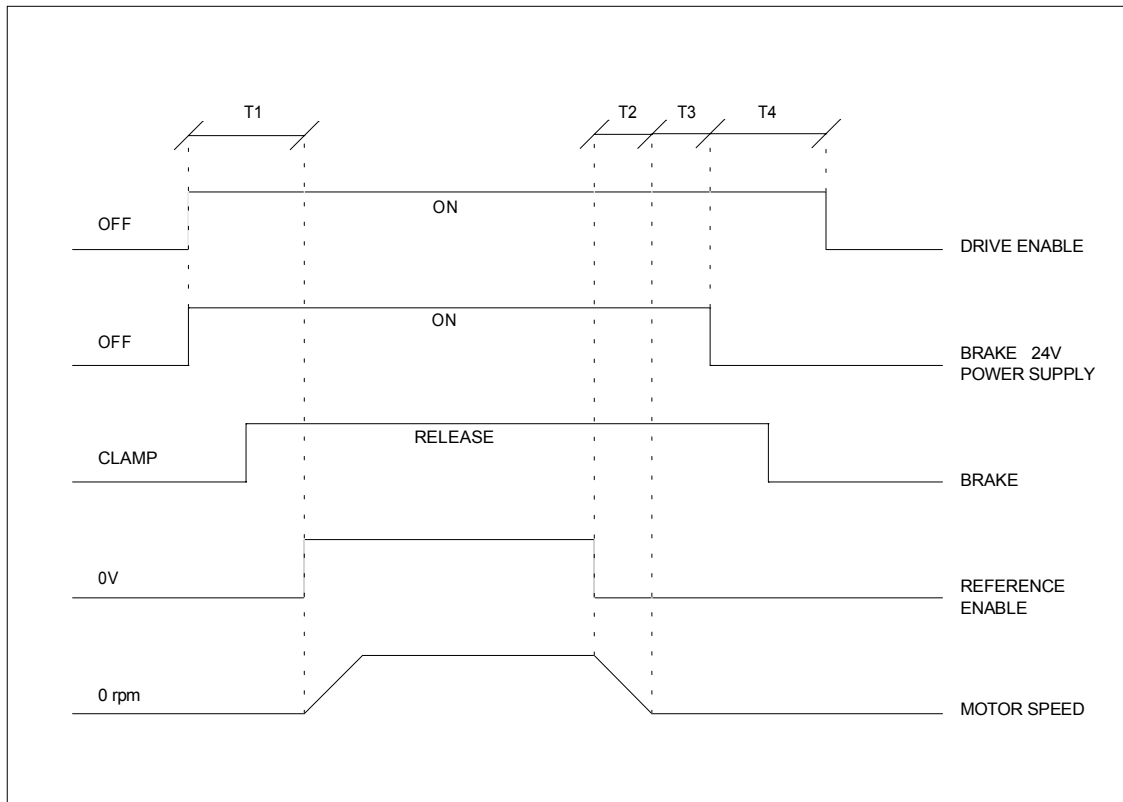 T1
T2
T3
T4
OFF
ON
DRIVE ENABLE
OFF
ON
BRAKE 24V
POWER SUPPLY
CLAMP
RELEASE
BRAKE
0V
REFERENCE
ENABLE
0 rpm
MOTOR SPEED